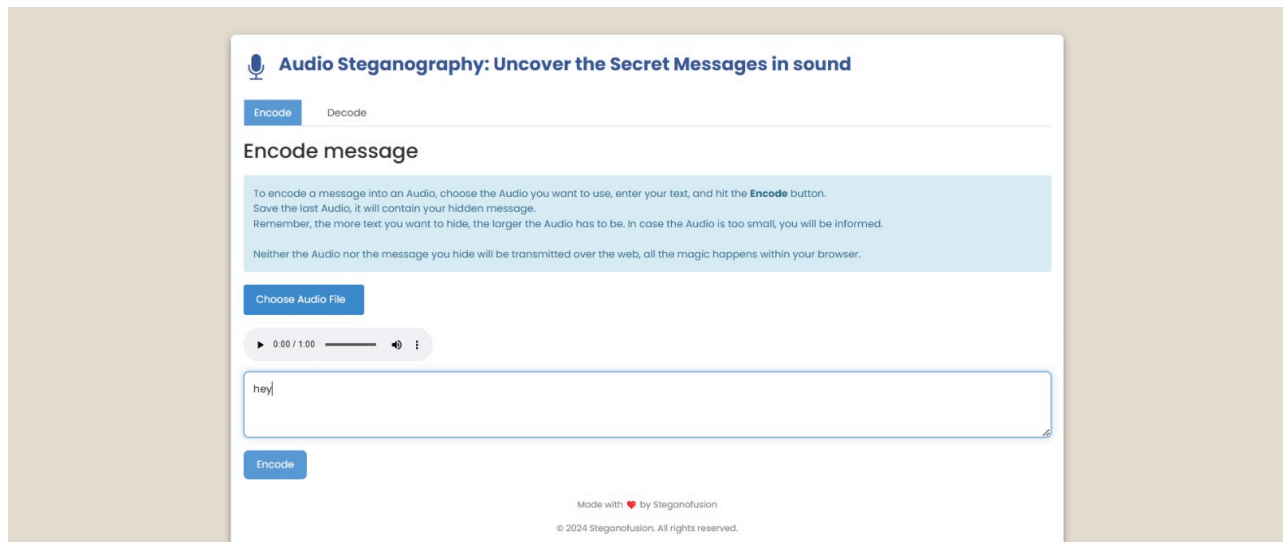 Audio Steganography: Uncover the Secret Messages in sound
Encode Decode
Encode message
To encode a message into an Audio, choose the Audio you want to use, enter your text, and hit the Encode button.
Save the last Audio, it will contain your hidden message.
Remember, the more text you want to hide, the larger the Audio has to be. In case the Audio is too small, you will be informed.
Neither the Audio nor the message you hide will be transmitted over the web, all the magic happens within your browser.
Choose Audio File
0:00 / 1:00
hey
Encode
Made with ❤ by Steganofusion
© 2024 Steganofusion. All rights reserved.